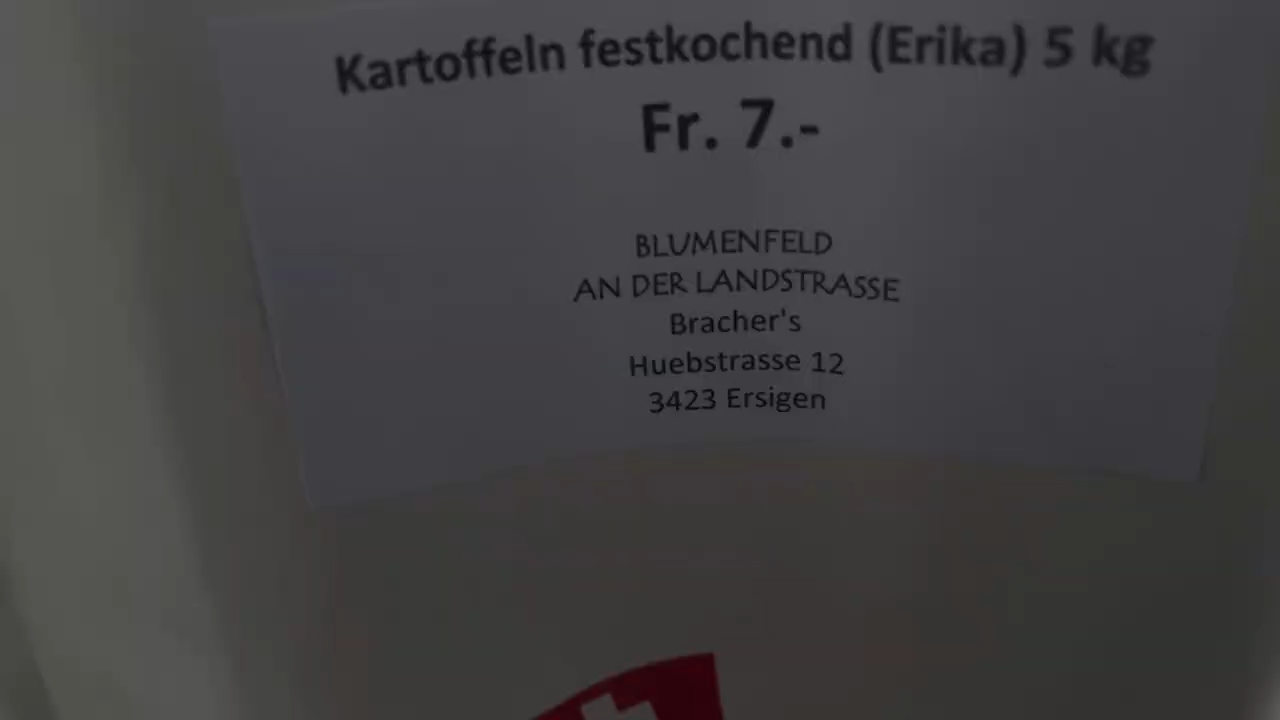 Kartoffeln festkochend (Erika) 5 kg
Fr. 7.-
BLUMENFELD
AN DER LANDSTRASSE
Bracher's
Huebstrasse 12
3423 Ersigen